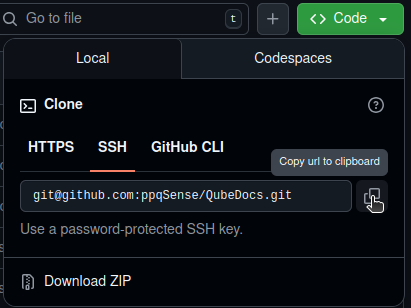 Go to file
t
Code
Local
Codespaces
Clone
HTTPS
SSH
GitHub CLI
Copy url to clipboard
git@github.com:ppqSense/QubeDocs.git
Use a password-protected SSH key.
Download ZIP